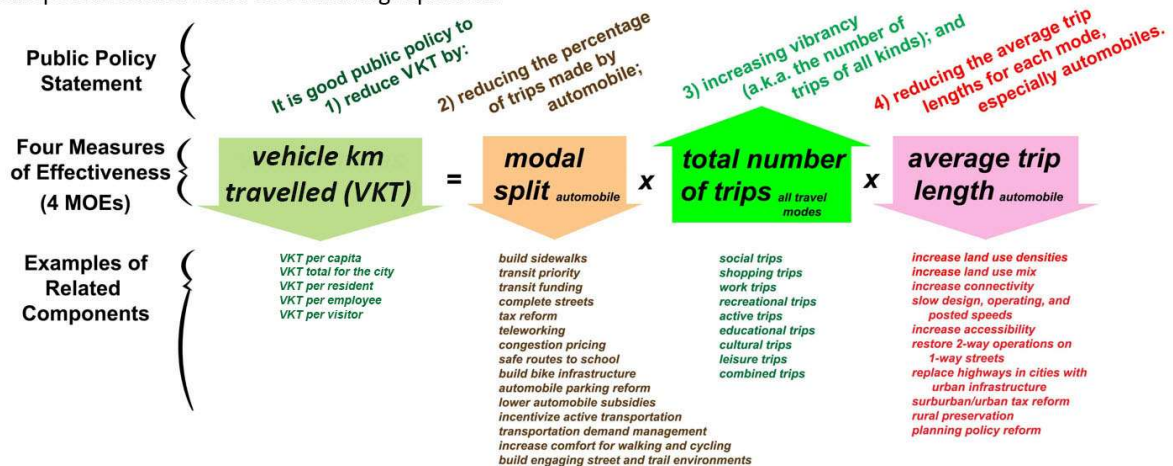 Public Policy
Statement
It is good public policy to
1) reduce VKT by:
2) reducing the percentage
of trips made by
automobile;
3) increasing vibrancy
(a.k.a. the number of
trips of all kinds); and
4) reducing the average trip
lengths for each mode,
especially automobiles.
Four Measures
of Effectiveness
(4 MOEs)
vehicle km
travelled (VKT)
=
modal
split automobile
x
total number
of trips all travel
modes
x
average trip
length automobile
Examples of
Related
Components
VKT per capita
VKT total for the city
VKT per resident
VKT per employee
VKT per visitor
build sidewalks
transit priority
transit funding
complete streets
tax reform
teleworking
congestion pricing
safe routes to school
build bike infrastructure
automobile parking reform
lower automobile subsidies
incentivize active transportation
transportation demand management
increase comfort for walking and cycling
build engaging street and trail environments
social trips
shopping trips
work trips
recreational trips
active trips
educational trips
cultural trips
leisure trips
combined trips
increase land use densities
increase land use mix
increase connectivity
slow design, operating, and
posted speeds
increase accessibility
restore 2-way operations on
1-way streets
replace highways in cities with
urban infrastructure
surburban/urban tax reform
rural preservation
planning policy reform